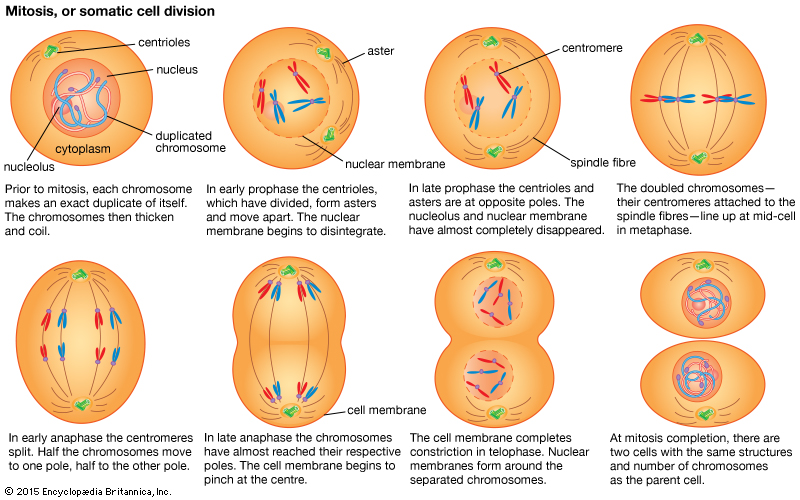 Mitosis, or somatic cell division
centrioles
nucleus
duplicated
chromosome
cytoplasm
nucleolus
aster
nuclear membrane
centromere
spindle fibre
Prior to mitosis, each chromosome
makes an exact duplicate of itself.
The chromosomes then thicken
and coil.
In early prophase the centrioles,
which have divided, form asters
and move apart. The nuclear
membrane begins to disintegrate.
In late prophase the centrioles and
asters are at opposite poles. The
nucleolus and nuclear membrane
have almost completely disappeared.
The doubled chromosomes—
their centromeres attached to the
spindle fibres—line up at mid-cell
in metaphase.
cell membrane
In early anaphase the centromeres
split. Half the chromosomes move
to one pole, half to the other pole.
In late anaphase the chromosomes
have almost reached their respective
poles. The cell membrane begins to
pinch at the centre.
The cell membrane completes
constriction in telophase. Nuclear
membranes form around the
separated chromosomes.
At mitosis completion, there are
two cells with the same structures
and number of chromosomes
as the parent cell.
© 2015 Encyclopædia Britannica, Inc.